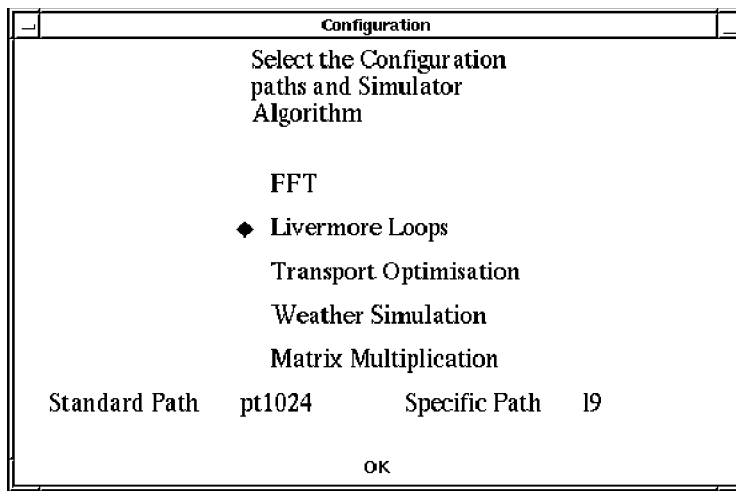 Configuration
Select the Configuration
paths and Simulator
Algorithm
FFT
Livermore Loops
Transport Optimisation
Weather Simulation
Matrix Multiplication
Standard Path pt1024 Specific Path l9
OK